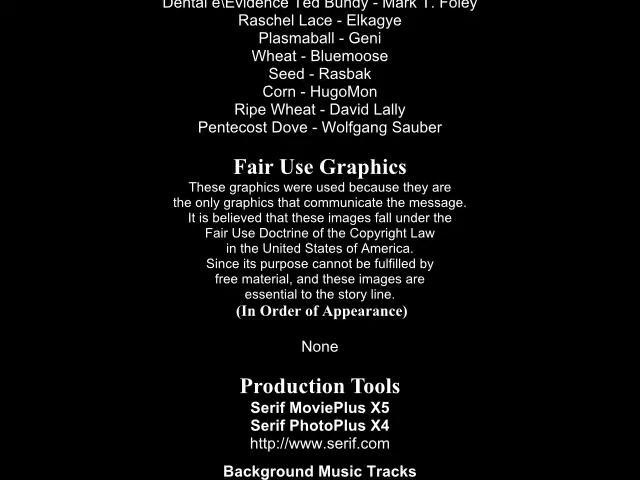 Dental e\Evidence Ted Bundy - Mark T. Foley
Raschel Lace - Elkagye
Plasmaball - Geni
Wheat - Bluemoose
Seed - Rasbak
Corn - HugoMon
Ripe Wheat - David Lally
Pentecost Dove - Wolfgang Sauber
Fair Use Graphics
These graphics were used because they are
the only graphics that communicate the message.
It is believed that these images fall under the
Fair Use Doctrine of the Copyright Law
in the United States of America.
Since its purpose cannot be fulfilled by
free material, and these images are
essential to the story line.
(In Order of Appearance)
None
Production Tools
Serif MoviePlus X5
Serif PhotoPlus X4
http://www.serif.com
Background Music Tracks